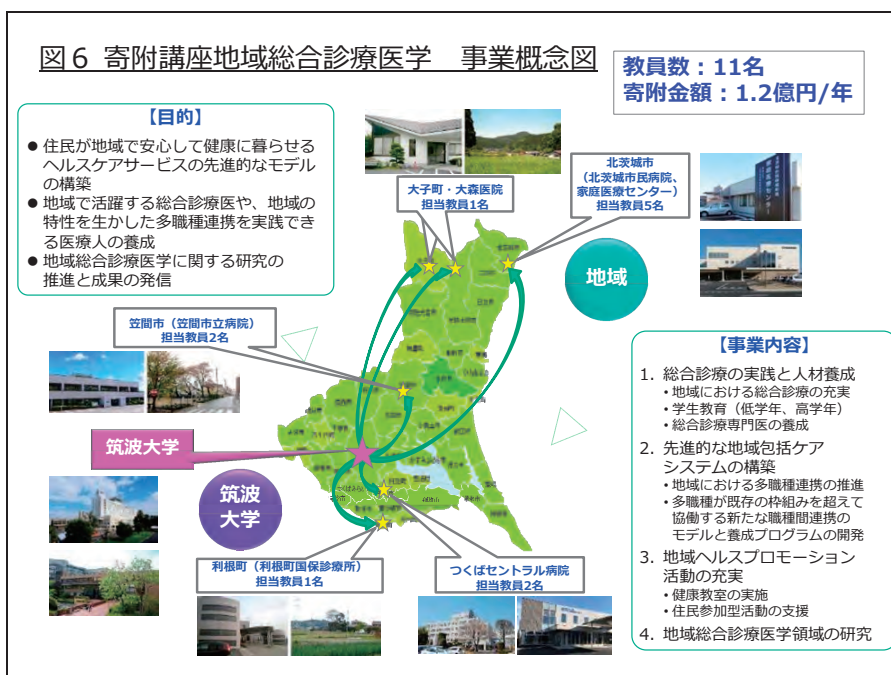 図6 寄附講座地域総合診療医学 事業概念図
教員数：11名
寄附金額：1.2億円/年
【目的】
● 住民が地域で安心して健康に暮らせる
ヘルスケアサービスの先進的なモデル
の構築
● 地域で活躍する総合診療医や、地域の
特性を生かした多職種連携を実践でき
る医療人の養成
● 地域総合診療医学に関する研究の
推進と成果の発信
大子町・大森医院
担当教員1名
北茨城市
（北茨城市民病院、
家庭医療センター）
担当教員5名
家庭医療センター
地域
笠間市（笠間市立病院）
担当教員2名
筑波大学
筑波
大学
利根町（利根町国保診療所）
担当教員1名
つくばセントラル病院
担当教員2名
【事業内容】
1. 総合診療の実践と人材養成
・地域における総合診療の充実
・学生教育（低学年、高学年）
・総合診療専門医の養成
2. 先進的な地域包括ケア
システムの構築
・地域における多職種連携の推進
・多職種が既存の枠組みを超えて
協働する新たな職種間連携の
モデルと養成プログラムの開発
3. 地域ヘルスプロモーション
活動の充実
・健康教室の実施
・住民参加型活動の支援
4. 地域総合診療医学領域の研究